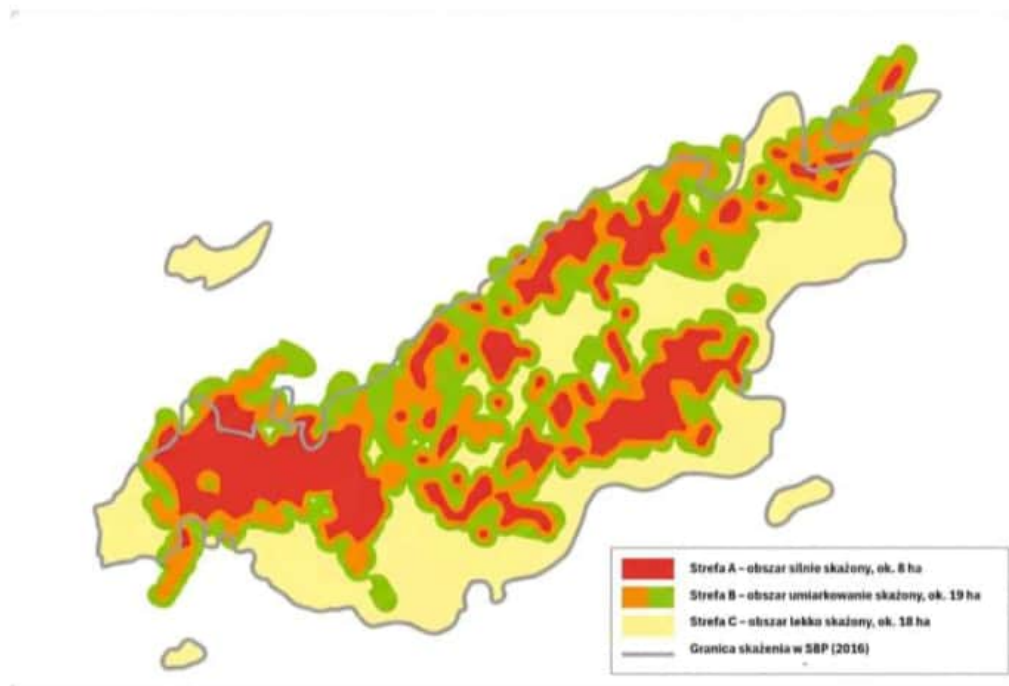 Strefa A – obszar silnie skażony, ok. 8 ha
Strefa B – obszar umiarkowanie skażony, ok. 19 ha
Strefa C – obszar lekko skażony, ok. 18 ha
Granica skażenia w SBP (2016)